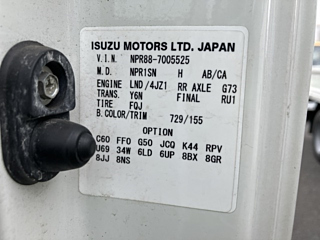 ISUZU MOTORS LTD. JAPAN
V.I.N. NPR88-7005525
M.D. NPR1SN H AB/CA
ENGINE LND/4JZ1 RR AXLE G73
TRANS. Y6N FINAL RU1
TIRE FQJ
B.COLOR/TRIM 729/155
OPTION
C60 FF0 G50 JCQ K44 RPV
U69 34W 6LD 6UP 8BX 8GR
8JJ 8NS